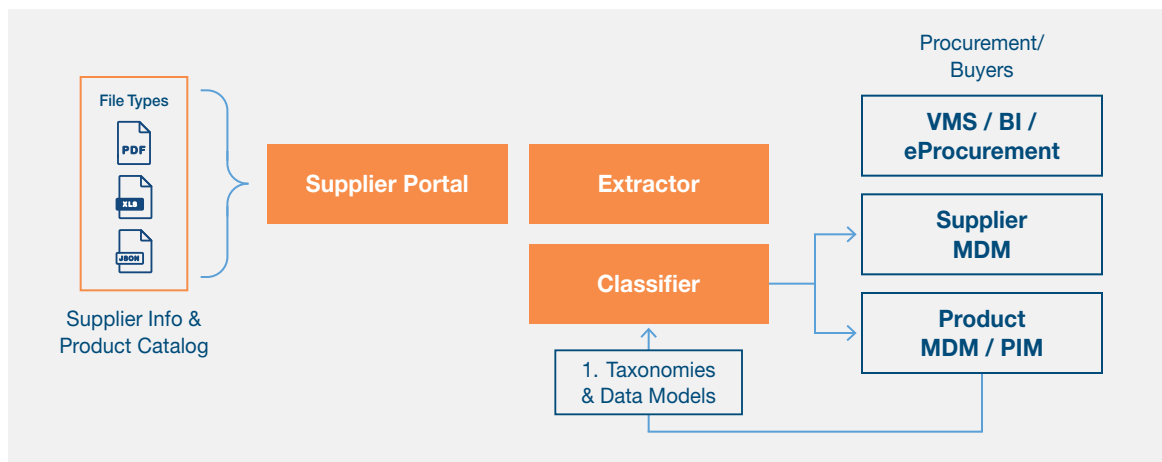 Procurement/
Buyers
File Types
PDF
XLS
JSON
Supplier Info &
Product Catalog
Supplier Portal
Extractor
Classifier
1. Taxonomies
& Data Models
VMS / BI /
eProcurement
Supplier
MDM
Product
MDM / PIM